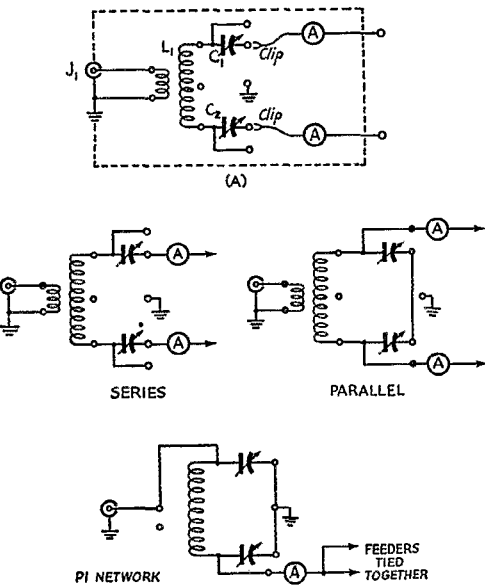 L1
C1
Clip
A
J1
C2
Clip
A
(A)
A
A
SERIES
A
A
PARALLEL
A
FEEDERS
TIED
TOGETHER
PI NETWORK